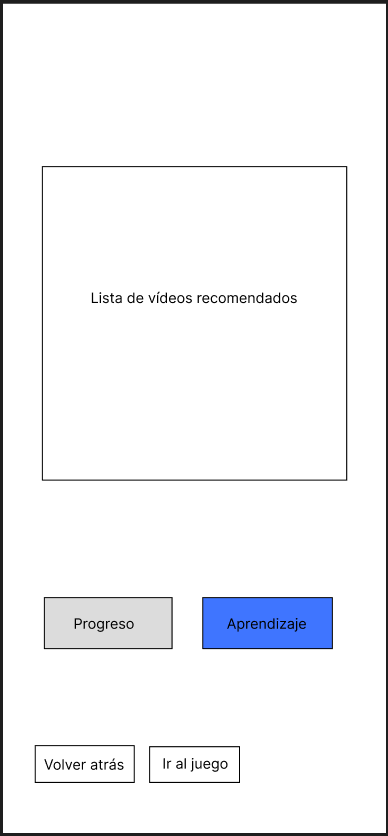 Lista de vídeos recomendados
Progreso
Aprendizaje
Volver atrás
Ir al juego